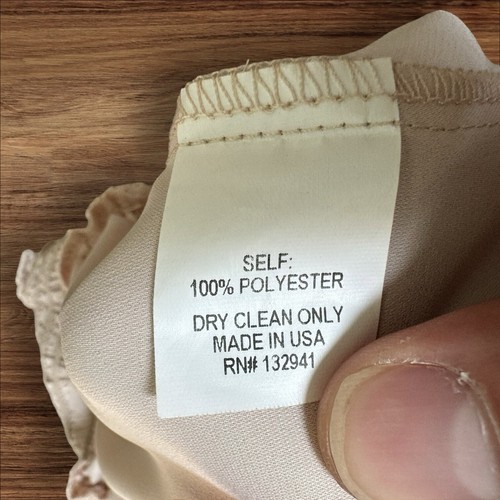 SELF:
100% POLYESTER
DRY CLEAN ONLY
MADE IN USA
RN# 132941